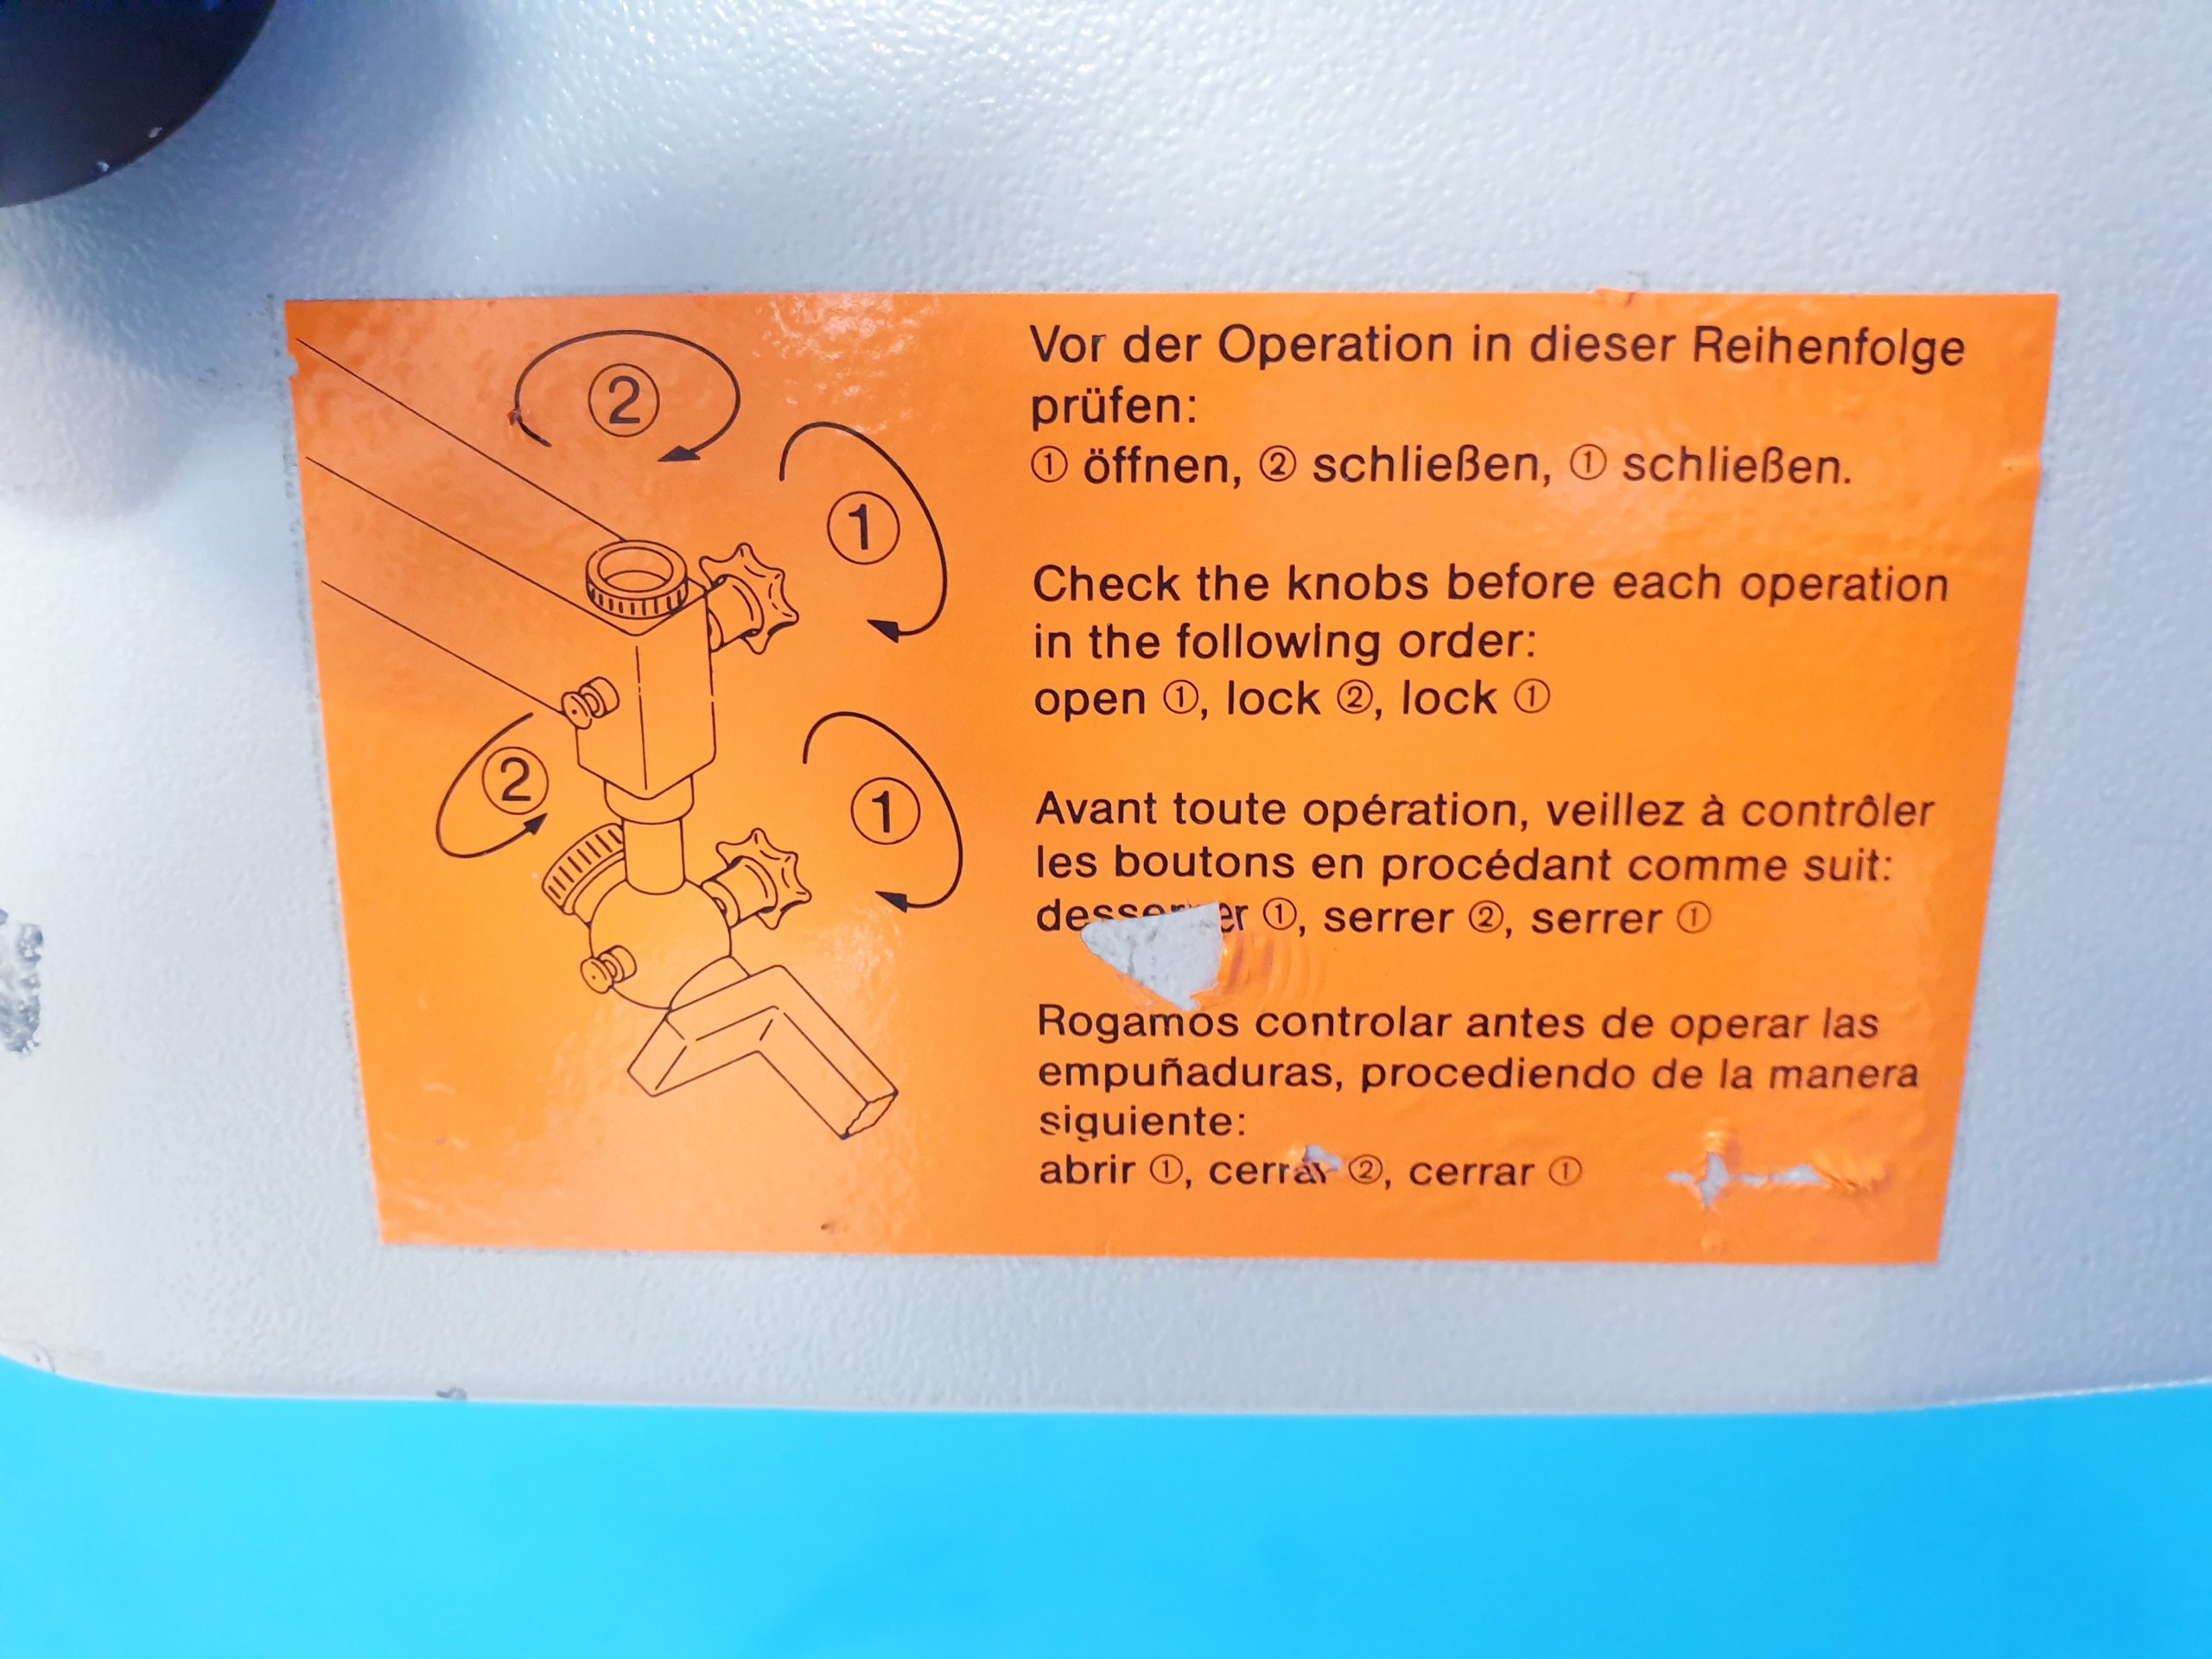 ②
①
②
①
Vor der Operation in dieser Reihenfolge
prüfen:
① öffnen, ② schließen, ① schließen.
Check the knobs before each operation
in the following order:
open ①, lock ②, lock ①
Avant toute opération, veillez à contrôler
les boutons en procédant comme suit:
①, serrer ②, serrer ①
Rogamos controlar antes de operar las
empuñaduras, procediendo de la manera
siguiente:
abrir ①, cerrar ②, cerrar ①